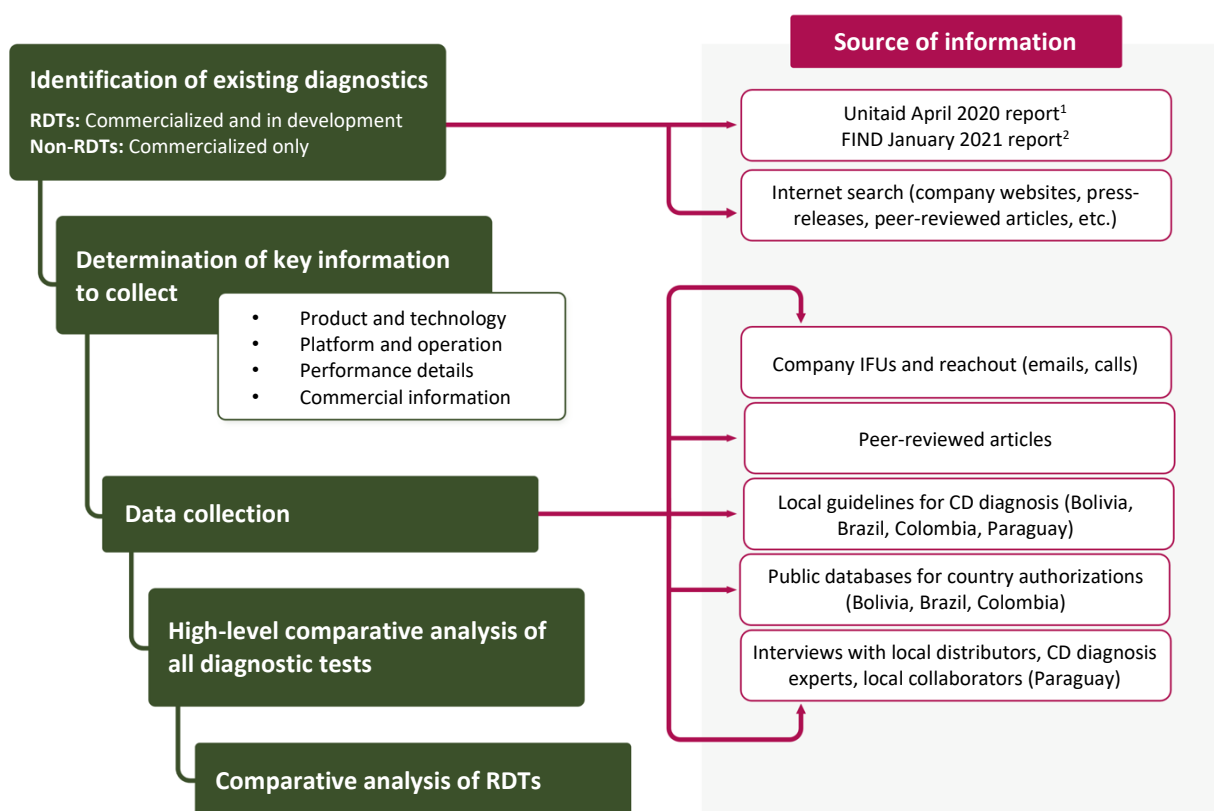 Source of information
Identification of existing diagnostics
RDTs: Commercialized and in development
Non-RDTs: Commercialized only
Unitaid April 2020 report¹
FIND January 2021 report²
Internet search (company websites, press-
releases, peer-reviewed articles, etc.)
Determination of key information
to collect
• Product and technology
• Platform and operation
• Performance details
• Commercial information
Company IFUs and reachout (emails, calls)
Peer-reviewed articles
Data collection
Local guidelines for CD diagnosis (Bolivia,
Brazil, Colombia, Paraguay)
Public databases for country authorizations
(Bolivia, Brazil, Colombia)
High-level comparative analysis of
all diagnostic tests
Interviews with local distributors, CD diagnosis
experts, local collaborators (Paraguay)
Comparative analysis of RDTs